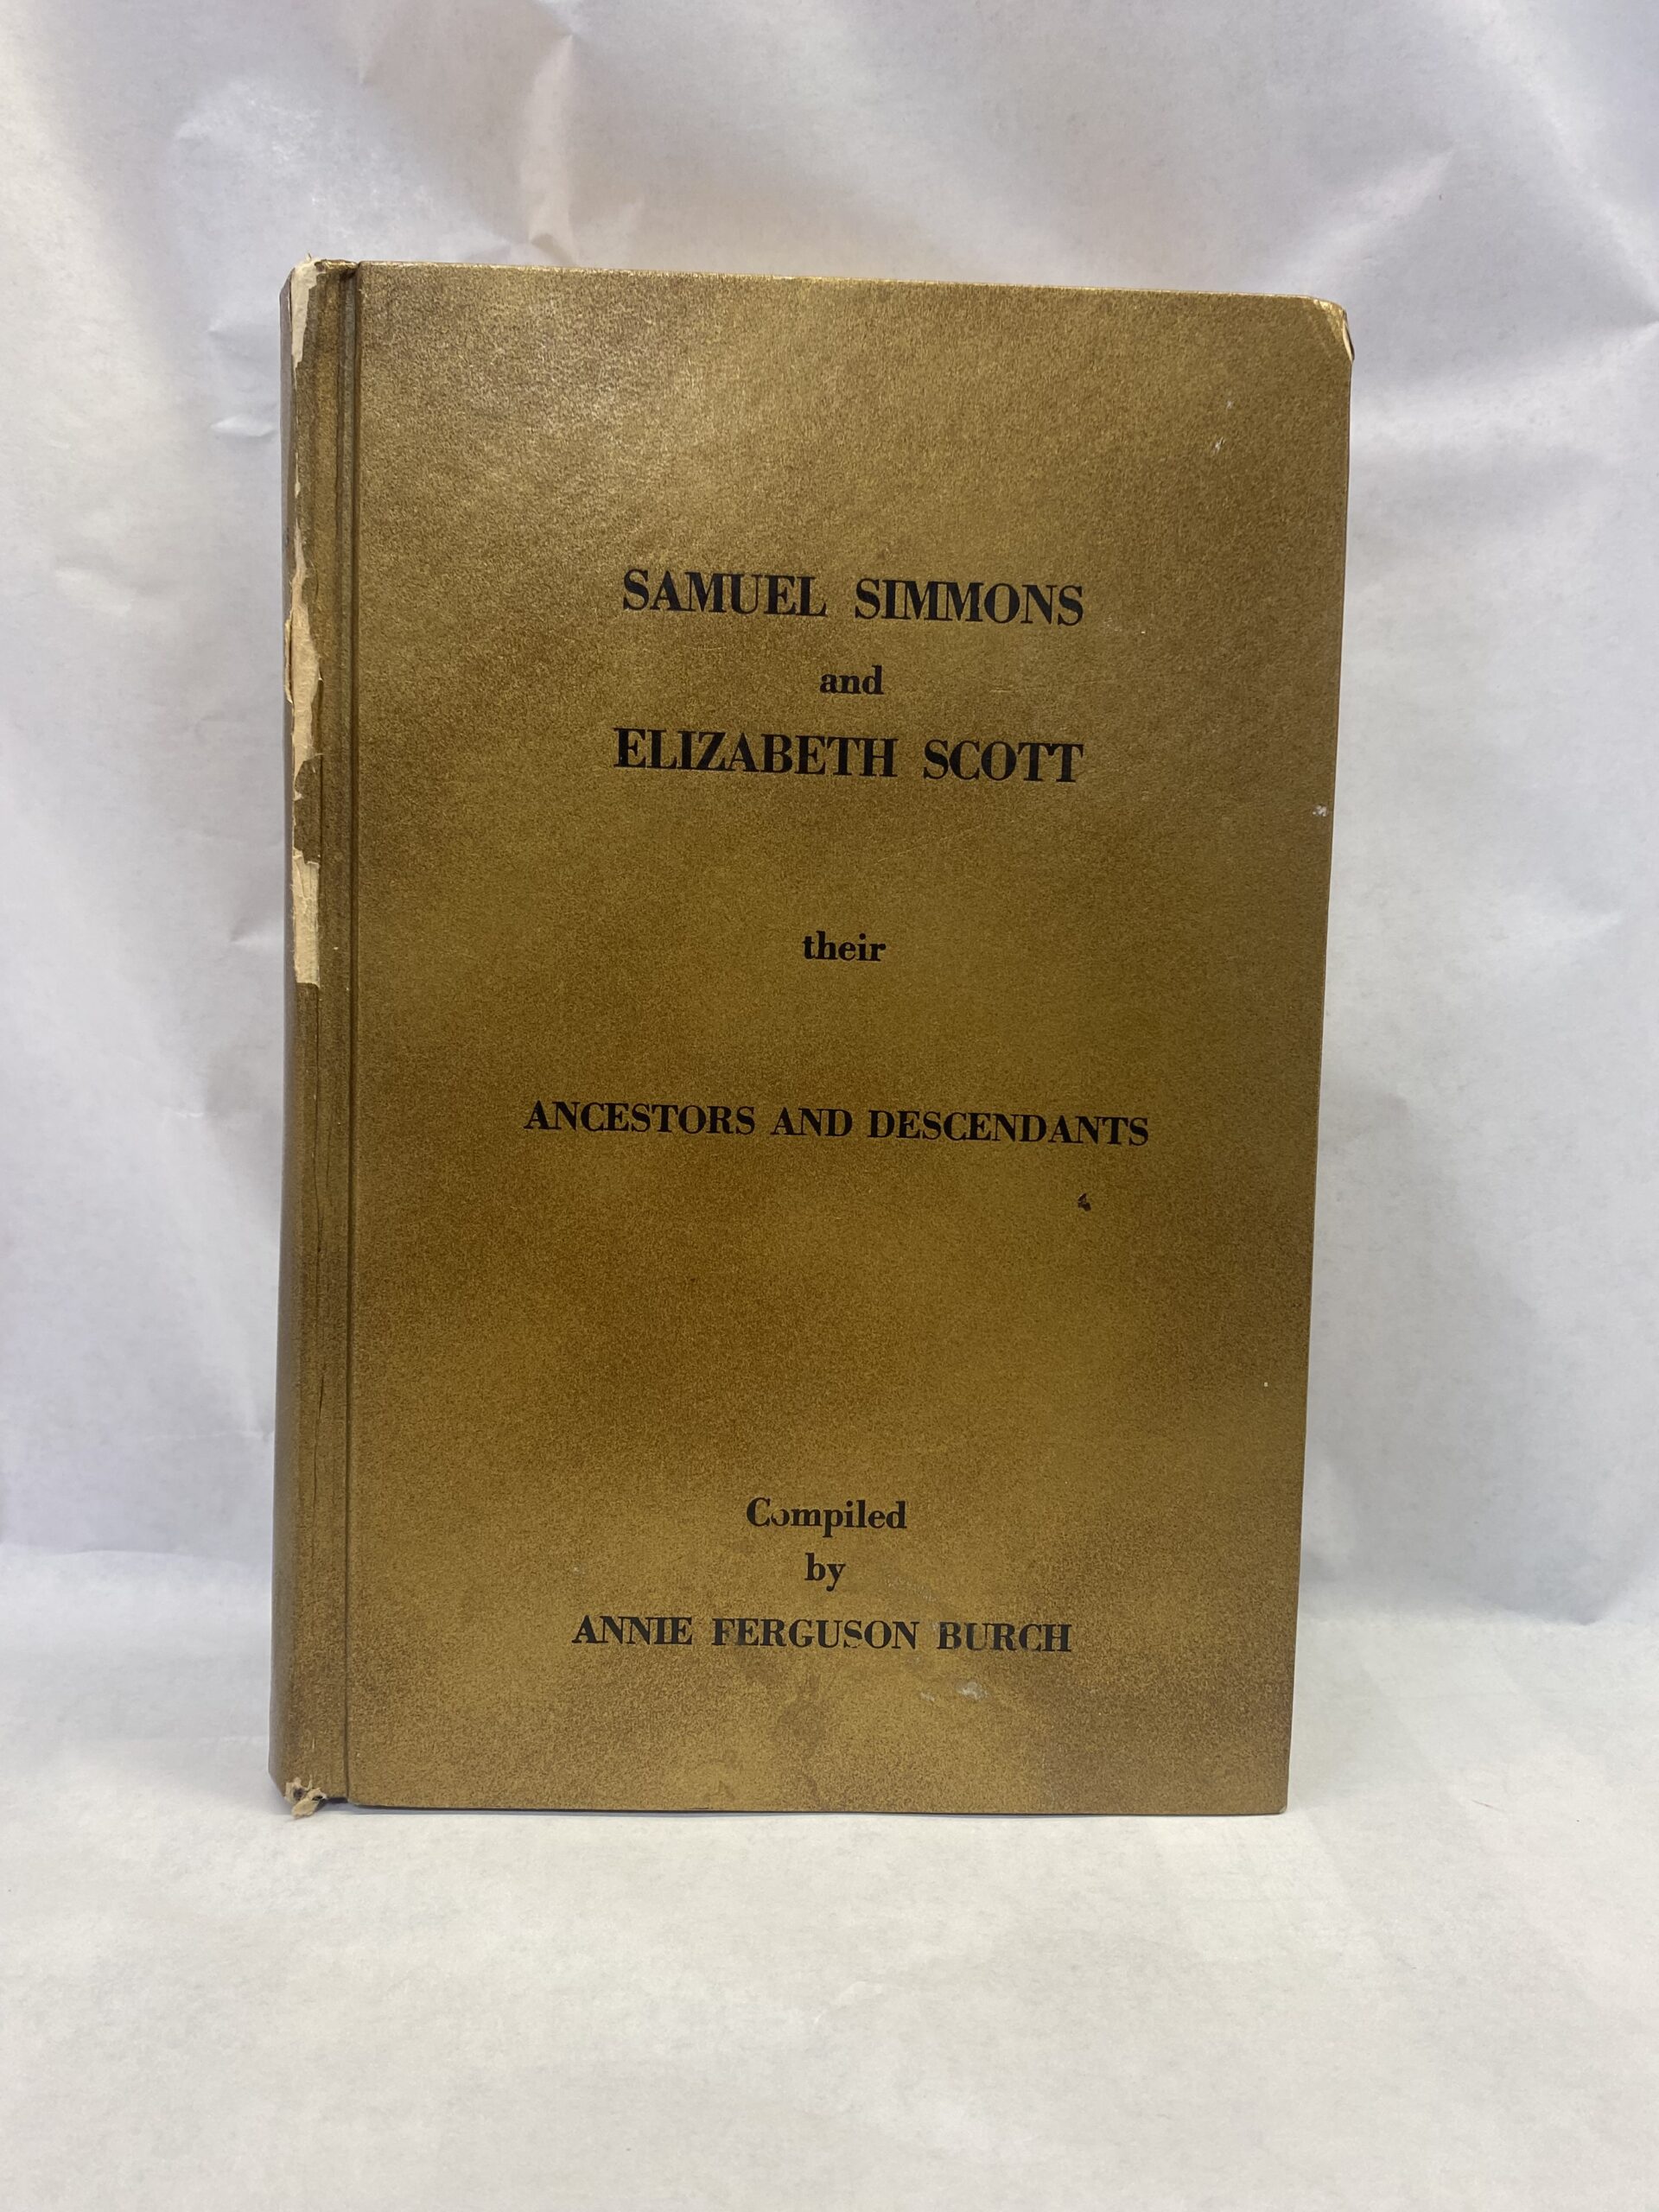 SAMUEL SIMMONS
and
ELIZABETH SCOTT
their
ANCESTORS AND DESCENDANTS
Compiled
by
ANNIE FERGUSON BURCH